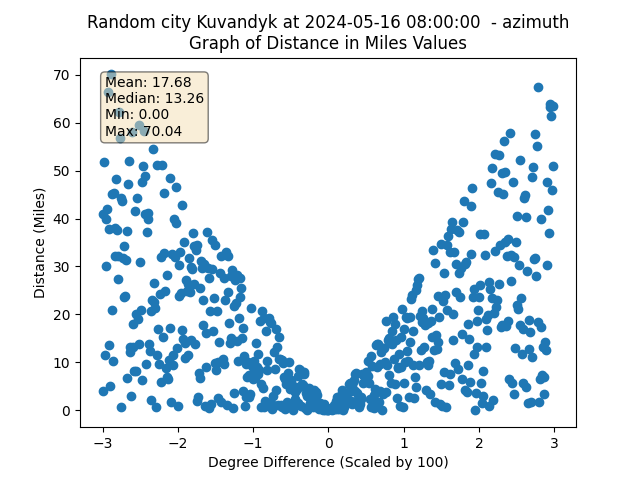 Random city Kuvandyk at 2024-05-16 08:00:00  - azimuth
Graph of Distance in Miles Values
Mean: 17.68
Median: 13.26
Min: 0.00
Max: 70.04
70
60
50
40
30
20
10
0
Distance (Miles)
−3
−2
−1
0
1
2
3
Degree Difference (Scaled by 100)